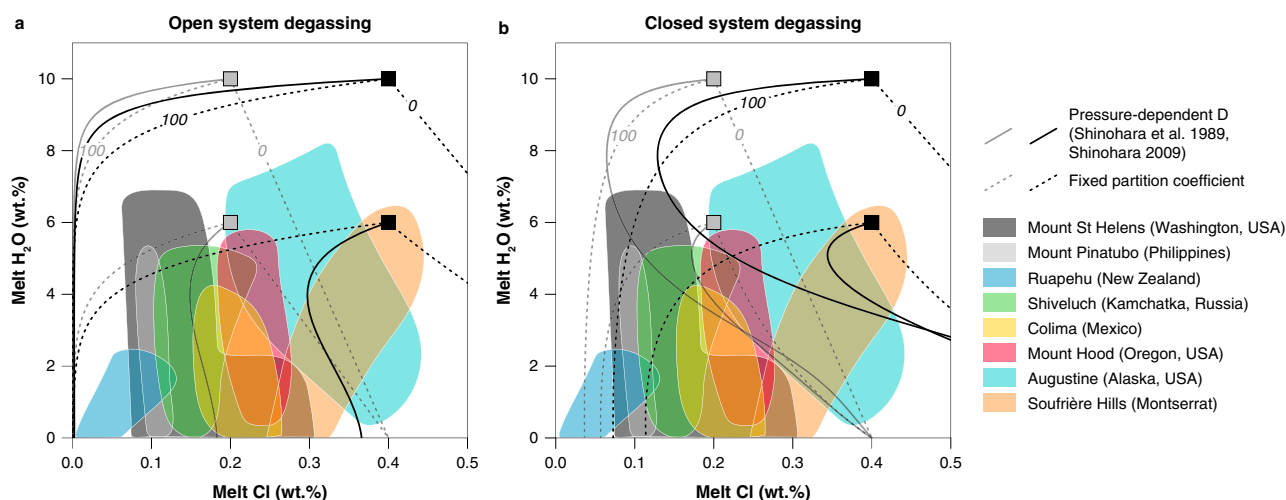 a
Open system degassing
b
Closed system degassing
Melt H2O (wt.%)
10
8
6
4
2
0
100
100
0
0
0.0
0.1
0.2
0.3
0.4
0.5
Melt Cl (wt.%)
Melt H2O (wt.%)
10
8
6
4
2
0
100
100
0
0
0.0
0.1
0.2
0.3
0.4
0.5
Melt Cl (wt.%)
Pressure-dependent D
(Shinohara et al. 1989,
Shinohara 2009)
Fixed partition coefficient
Mount St Helens (Washington, USA)
Mount Pinatubo (Philippines)
Ruapehu (New Zealand)
Shiveluch (Kamchatka, Russia)
Colima (Mexico)
Mount Hood (Oregon, USA)
Augustine (Alaska, USA)
Soufrière Hills (Montserrat)